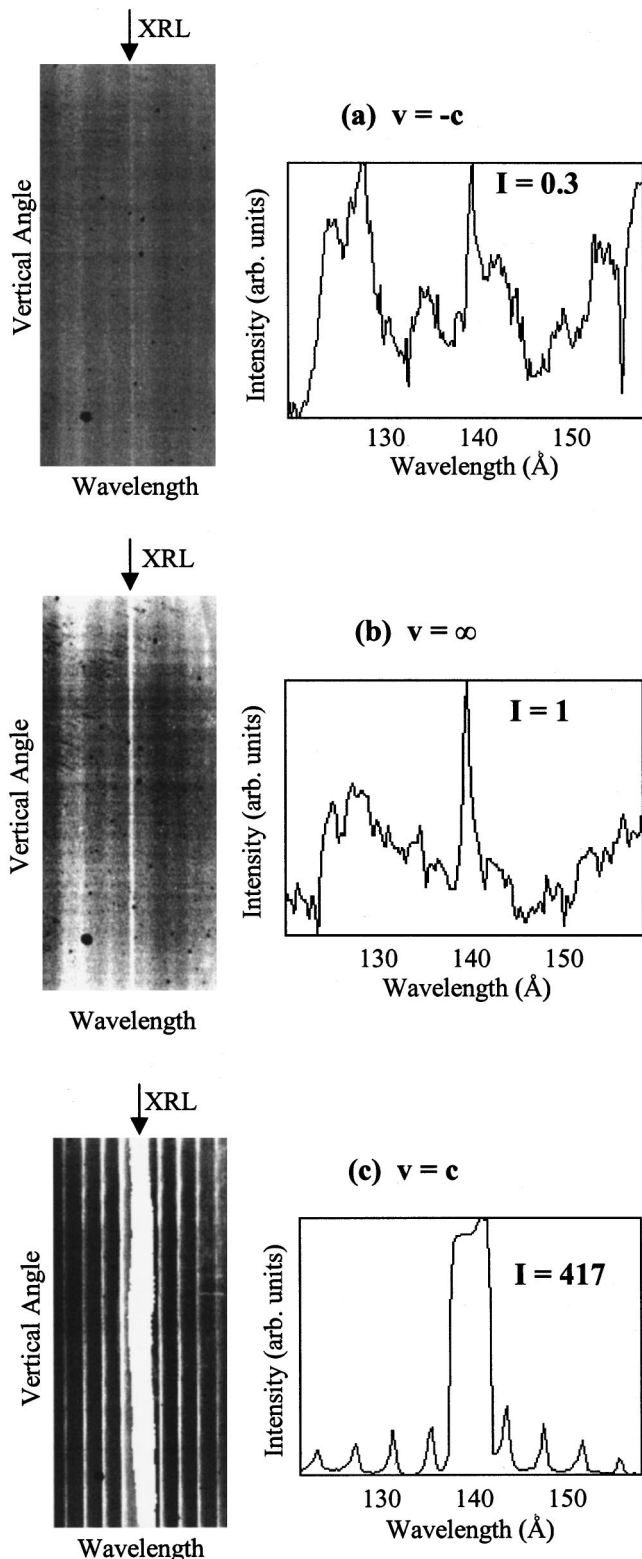 XRL
Vertical Angle
Wavelength
(a) v = -c
I = 0.3
Intensity (arb. units)
130 140 150
Wavelength (Å)
XRL
Vertical Angle
Wavelength
(b) v = ∞
I = 1
Intensity (arb. units)
130 140 150
Wavelength (Å)
XRL
Vertical Angle
Wavelength
(c) v = c
I = 417
Intensity (arb. units)
130 140 150
Wavelength (Å)